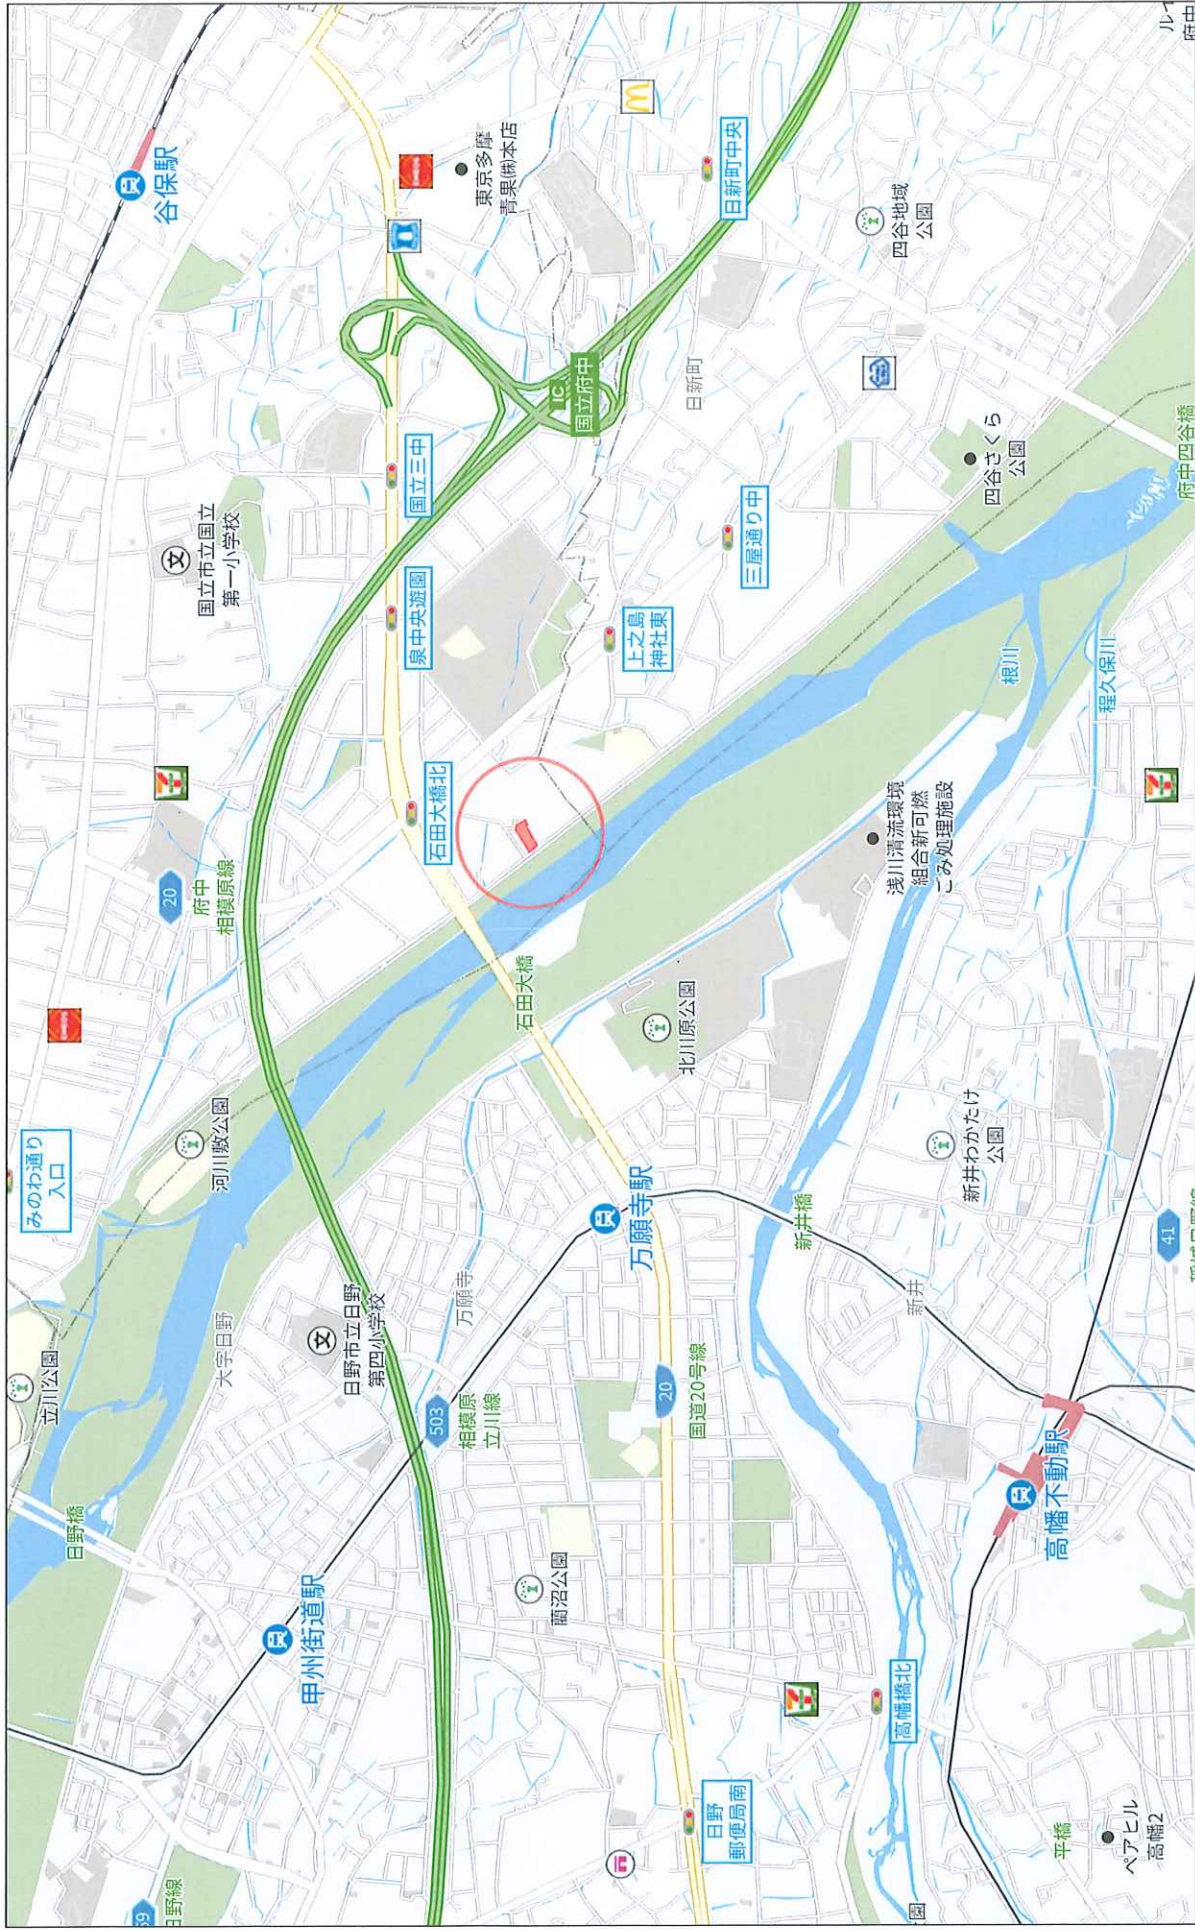 みのわ通り
入口
立川公園
日野橋
甲州街道駅
日野線
大字日野
河川敷公園
日野市立日野
第四小学校
万願寺
503
相模原
立川線
府中
相模原線
20
谷保駅
国立市立国立
第一小学校
国立三中
泉中央遊園
石田大橋北
石田大橋
東京多摩
青果㈱本店
IC
国立府中
日新町中央
日新町
四谷地域
公園
上之島
神社東
三屋通り中
四谷さくら
公園
府中四谷橋
根川
程久保川
浅川清流環境
組合新可燃
ごみ処理施設
北川原公園
万願寺駅
新井橋
新井わかたけ
公園
新井
41
国道20号線
20
藺沼公園
高幡不動駅
高幡橋北
日野
郵便局南
平橋
ペアヒル
高幡2